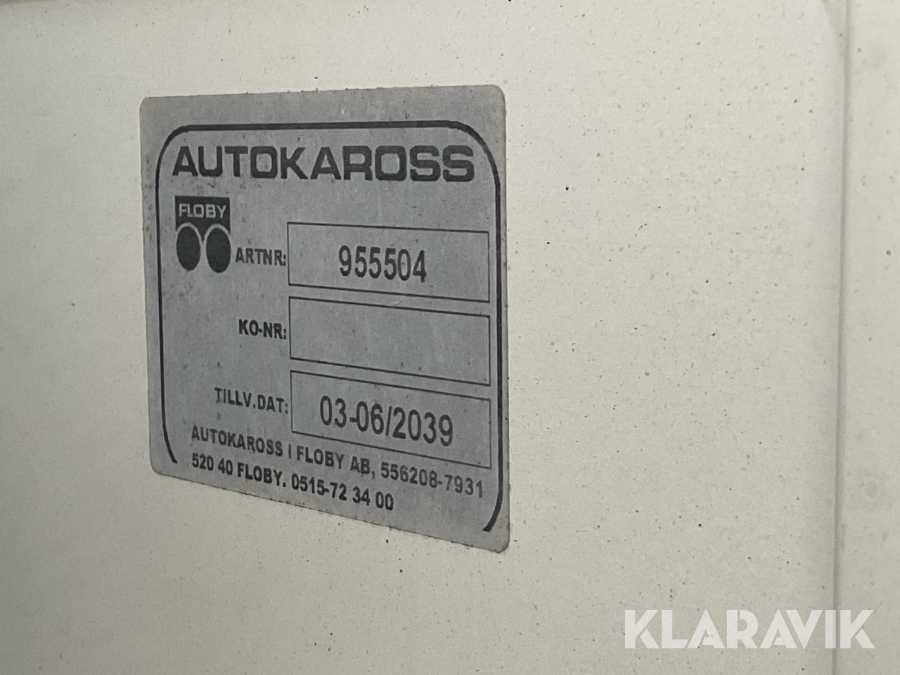 AUTOKAROSS
FLOBY
ARTNR: 955504
KO-NR:
TILLV.DAT: 03-06/2039
AUTOKAROSS I FLOBY AB, 556208-7931
520 40 FLOBY. 0515-72 34 00
KLARAVIK